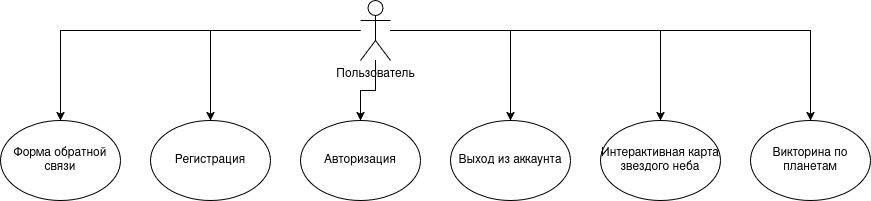 Пользователь
Форма обратной
связи
Регистрация
Авторизация
Выход из аккаунта
Интерактивная карта
звездого неба
Викторина по
планетам